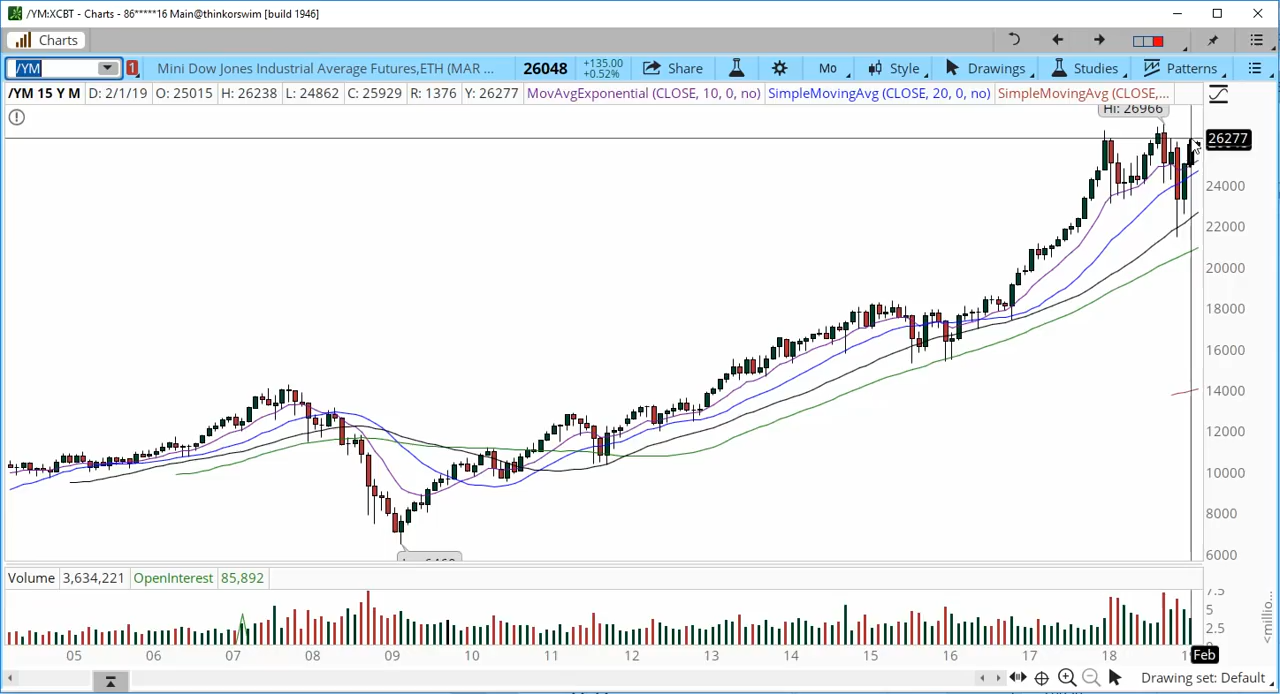 /YM:XCBT - Charts - 86*****16 Main@thinkorswim [build 1946]
Charts
/YM 1 Mini Dow Jones Industrial Average Futures,ETH (MAR ... 26048 +135.00 +0.52% Share Mo Style Drawings Studies Patterns
/YM 15 Y M D: 2/1/19 O: 25015 H: 26238 L: 24862 C: 25929 R: 1376 Y: 26277 MovAvgExponential (CLOSE, 10, 0, no) SimpleMovingAvg (CLOSE, 20, 0, no) SimpleMovingAvg (CLOSE,...
Hi: 26966
26277
24000
22000
20000
18000
16000
14000
12000
10000
8000
6000
Volume 3,634,221 OpenInterest 85,892
7.5
5
2.5
<millio...
05 06 07 08 09 10 11 12 13 14 15 16 17 18 Feb
Drawing set: Default